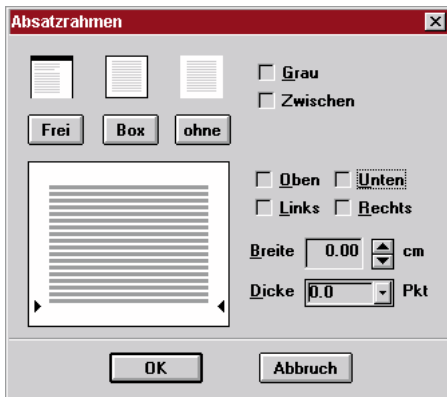 Absatzrahmen
Grau
Zwischen
Frei Box ohne
Oben Unten
Links Rechts
Breite 0.00 cm
Dicke 0.0 Pkt
OK Abbruch